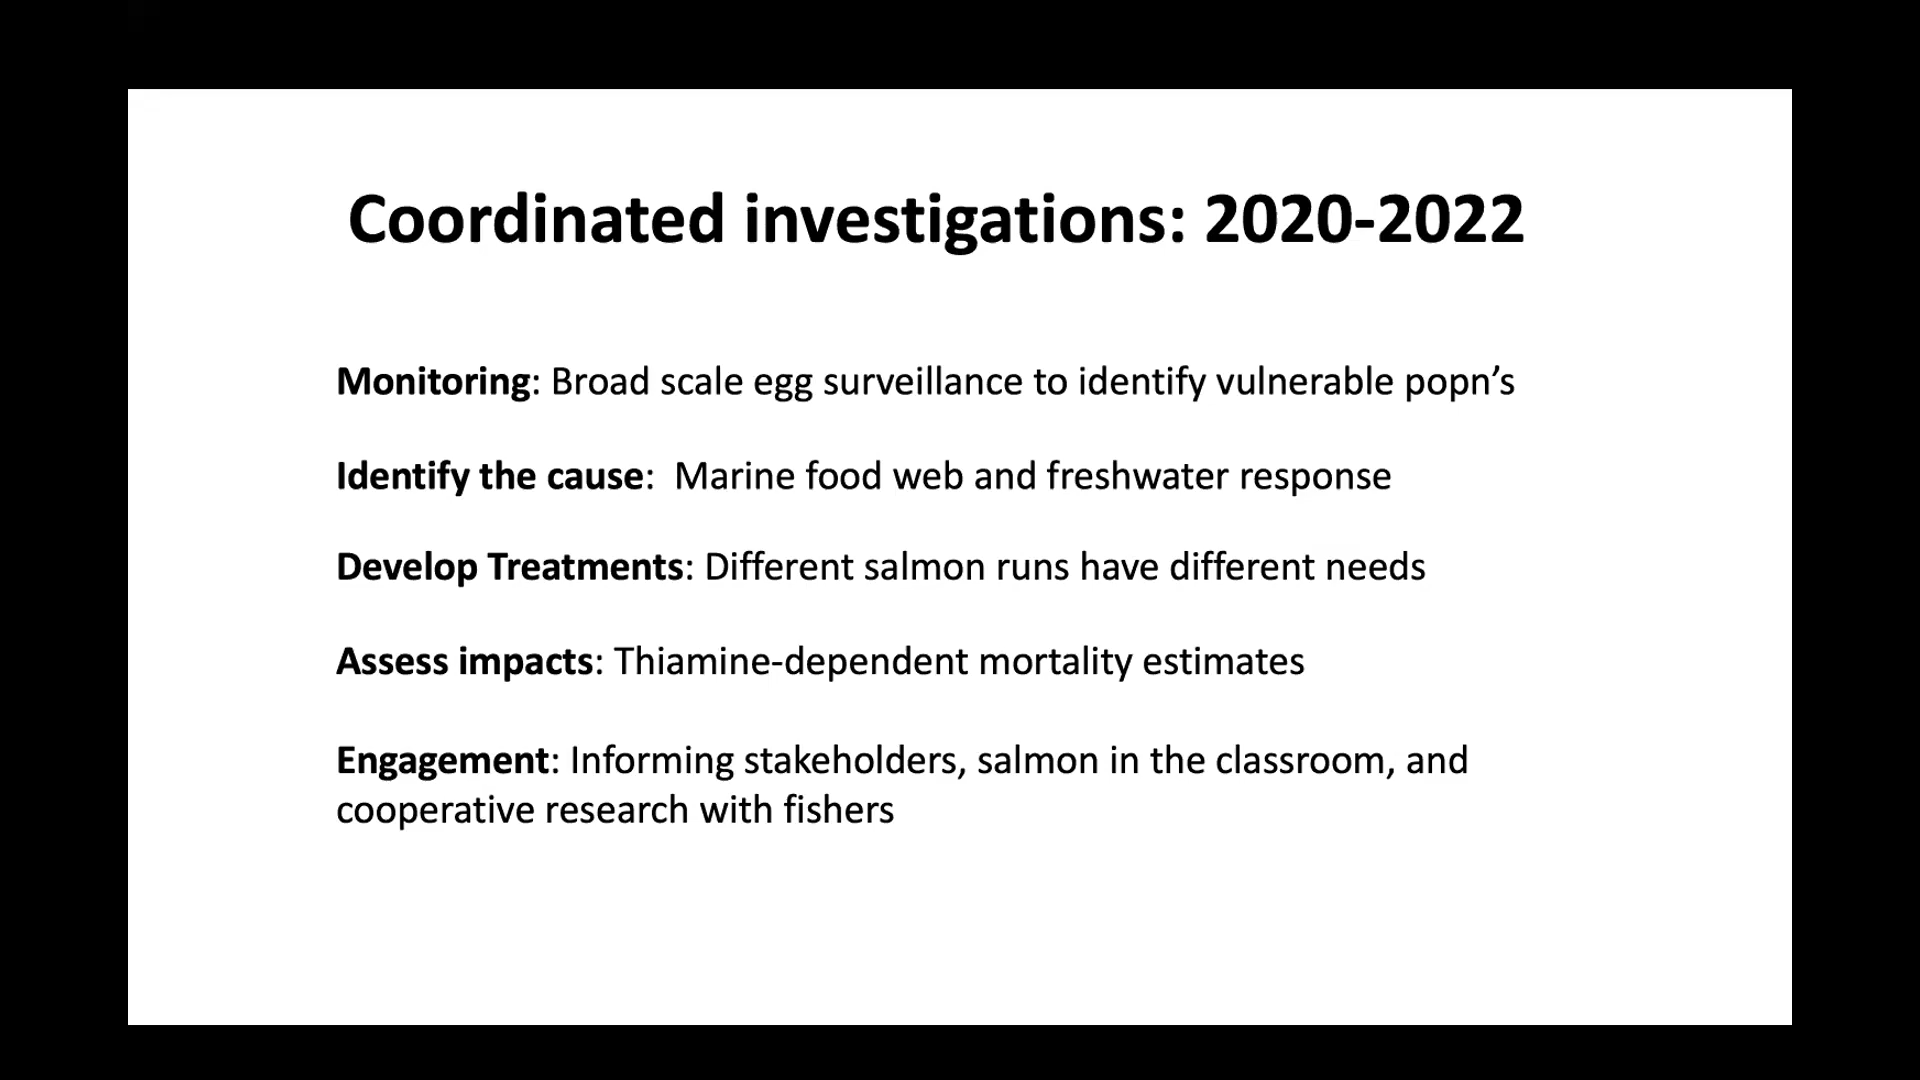 Coordinated investigations: 2020-2022
Monitoring: Broad scale egg surveillance to identify vulnerable popn’s
Identify the cause:  Marine food web and freshwater response
Develop Treatments: Different salmon runs have different needs
Assess impacts: Thiamine-dependent mortality estimates
Engagement: Informing stakeholders, salmon in the classroom, and
cooperative research with fishers